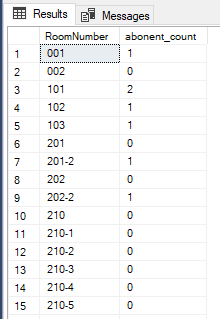 Results Messages
RoomNumber abonent_count
1 001 1
2 002 0
3 101 2
4 102 1
5 103 1
6 201 0
7 201-2 1
8 202 0
9 202-2 1
10 210 0
11 210-1 0
12 210-2 0
13 210-3 0
14 210-4 0
15 210-5 0